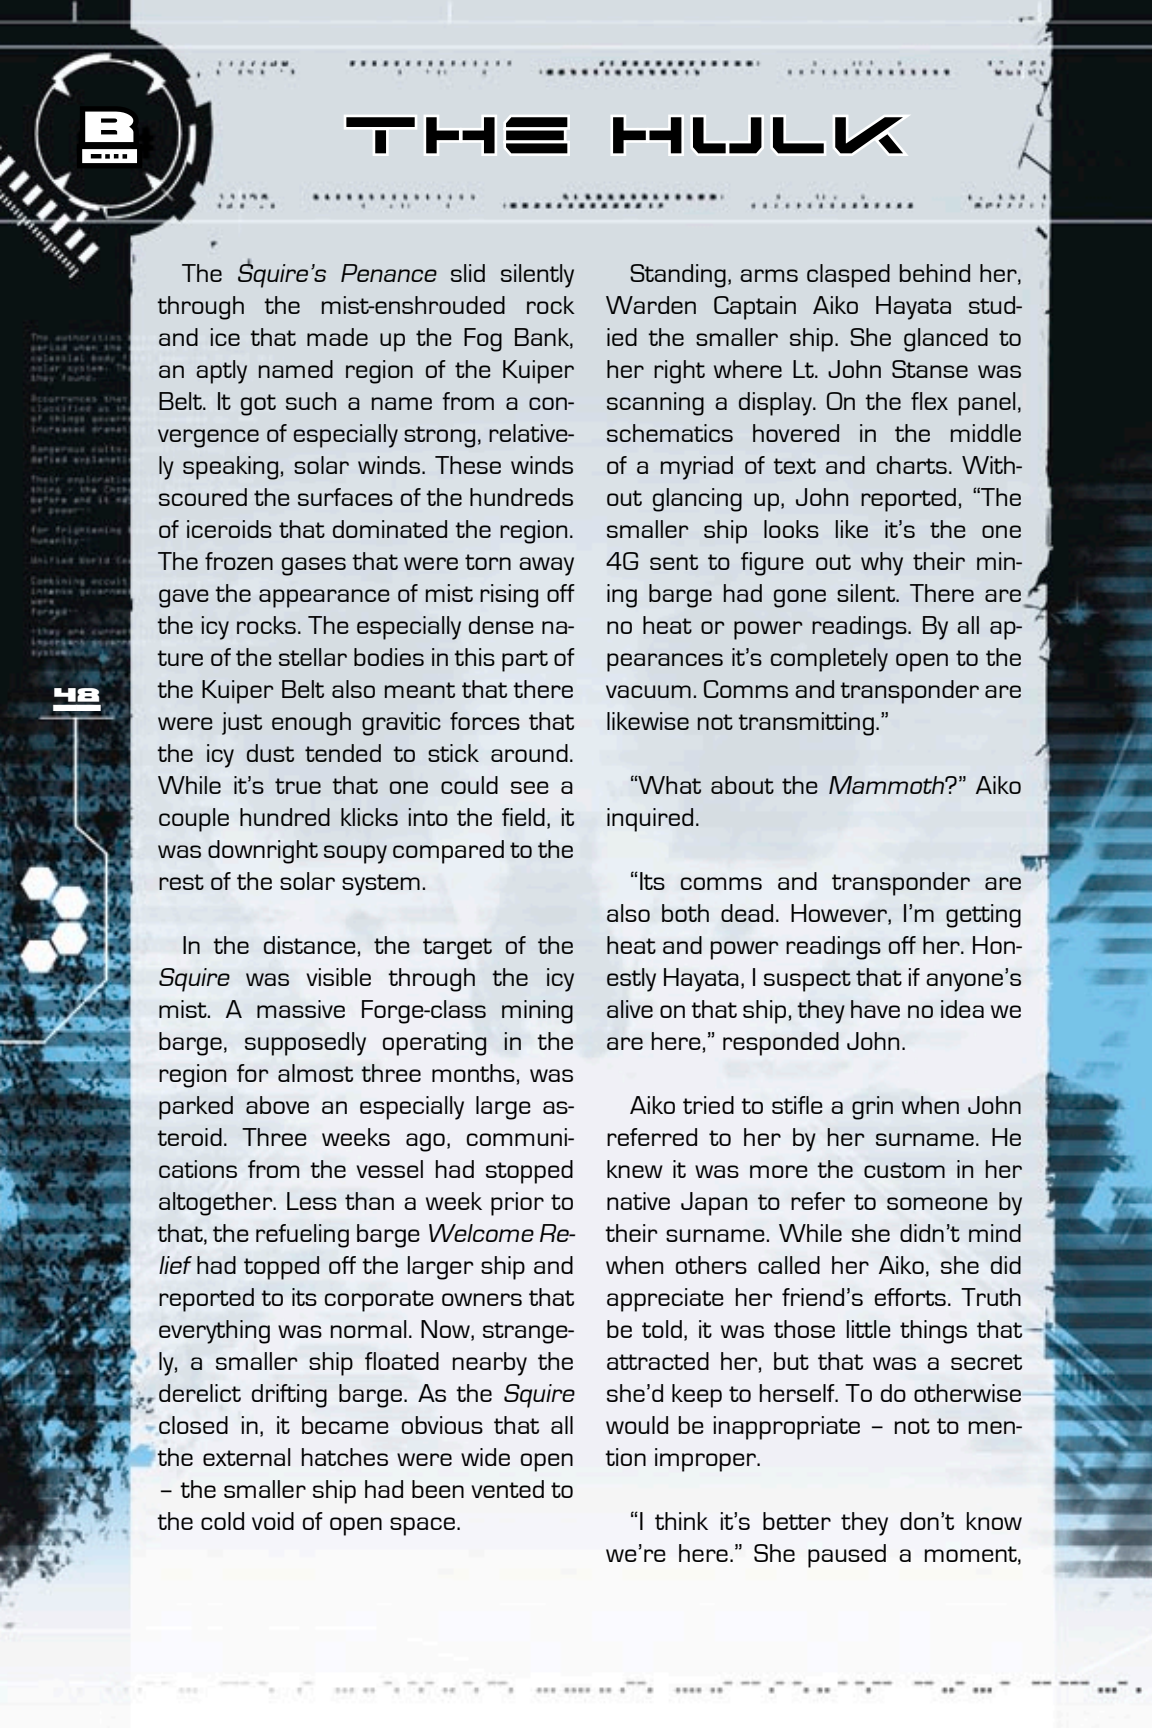 B
THE HULK
The Squire's Penance slid silently
through the mist-enshrouded rock
and ice that made up the Fog Bank,
an aptly named region of the Kuiper
Belt. It got such a name from a con-
vergence of especially strong, relative-
ly speaking, solar winds. These winds
scoured the surfaces of the hundreds
of iceroids that dominated the region.
The frozen gases that were torn away
gave the appearance of mist rising off
the icy rocks. The especially dense na-
ture of the stellar bodies in this part of
the Kuiper Belt also meant that there
were just enough gravitic forces that
the icy dust tended to stick around.
While it's true that one could see a
couple hundred klicks into the field, it
was downright soupy compared to the
rest of the solar system.
In the distance, the target of the
Squire was visible through the icy
mist. A massive Forge-class mining
barge, supposedly operating in the
region for almost three months, was
parked above an especially large as-
teroid. Three weeks ago, communi-
cations from the vessel had stopped
altogether. Less than a week prior to
that, the refueling barge Welcome Re-
lief had topped off the larger ship and
reported to its corporate owners that
everything was normal. Now, strange-
ly, a smaller ship floated nearby the
derelict drifting barge. As the Squire
closed in, it became obvious that all
the external hatches were wide open
– the smaller ship had been vented to
the cold void of open space.
Standing, arms clasped behind her,
Warden Captain Aiko Hayata stud-
ied the smaller ship. She glanced to
her right where Lt. John Stanse was
scanning a display. On the flex panel,
schematics hovered in the middle
of a myriad of text and charts. With-
out glancing up, John reported, “The
smaller ship looks like it's the one
4G sent to figure out why their min-
ing barge had gone silent. There are
no heat or power readings. By all ap-
pearances it's completely open to the
vacuum. Comms and transponder are
likewise not transmitting.”
“What about the Mammoth?” Aiko
inquired.
“Its comms and transponder are
also both dead. However, I'm getting
heat and power readings off her. Hon-
estly Hayata, I suspect that if anyone's
alive on that ship, they have no idea we
are here,” responded John.
Aiko tried to stifle a grin when John
referred to her by her surname. He
knew it was more the custom in her
native Japan to refer to someone by
their surname. While she didn't mind
when others called her Aiko, she did
appreciate her friend's efforts. Truth
be told, it was those little things that
attracted her, but that was a secret
she'd keep to herself. To do otherwise
would be inappropriate – not to men-
tion improper.
“I think it's better they don't know
we're here.” She paused a moment,
48